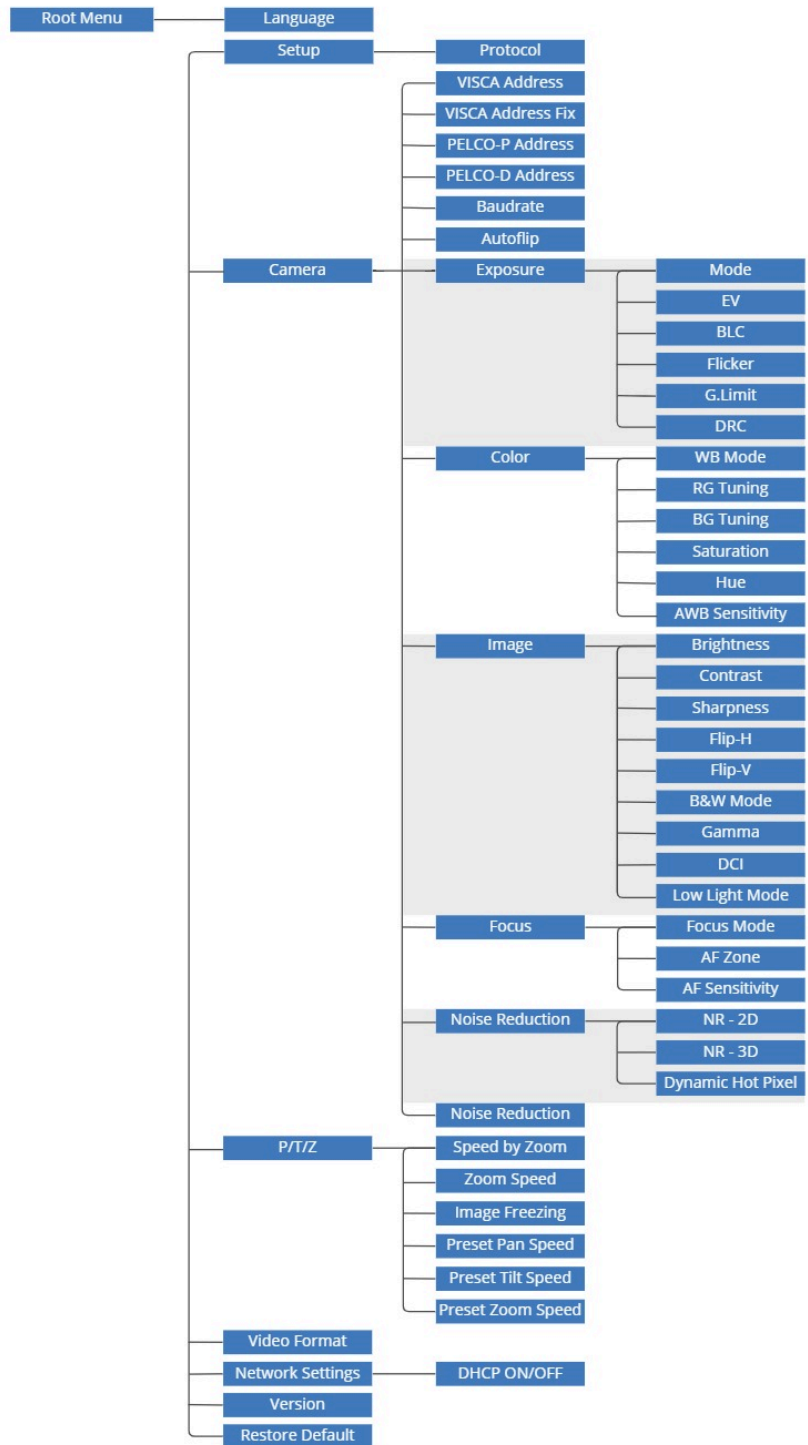 Root Menu
Language
Setup
Protocol
VISCA Address
VISCA Address Fix
PELCO-P Address
PELCO-D Address
Baudrate
Autoflip
Camera
Exposure
Mode
EV
BLC
Flicker
G.Limit
DRC
Color
WB Mode
RG Tuning
BG Tuning
Saturation
Hue
AWB Sensitivity
Image
Brightness
Contrast
Sharpness
Flip-H
Flip-V
B&W Mode
Gamma
DCI
Low Light Mode
Focus
Focus Mode
AF Zone
AF Sensitivity
Noise Reduction
NR - 2D
NR - 3D
Dynamic Hot Pixel
Noise Reduction
P/T/Z
Speed by Zoom
Zoom Speed
Image Freezing
Preset Pan Speed
Preset Tilt Speed
Preset Zoom Speed
Video Format
Network Settings
DHCP ON/OFF
Version
Restore Default